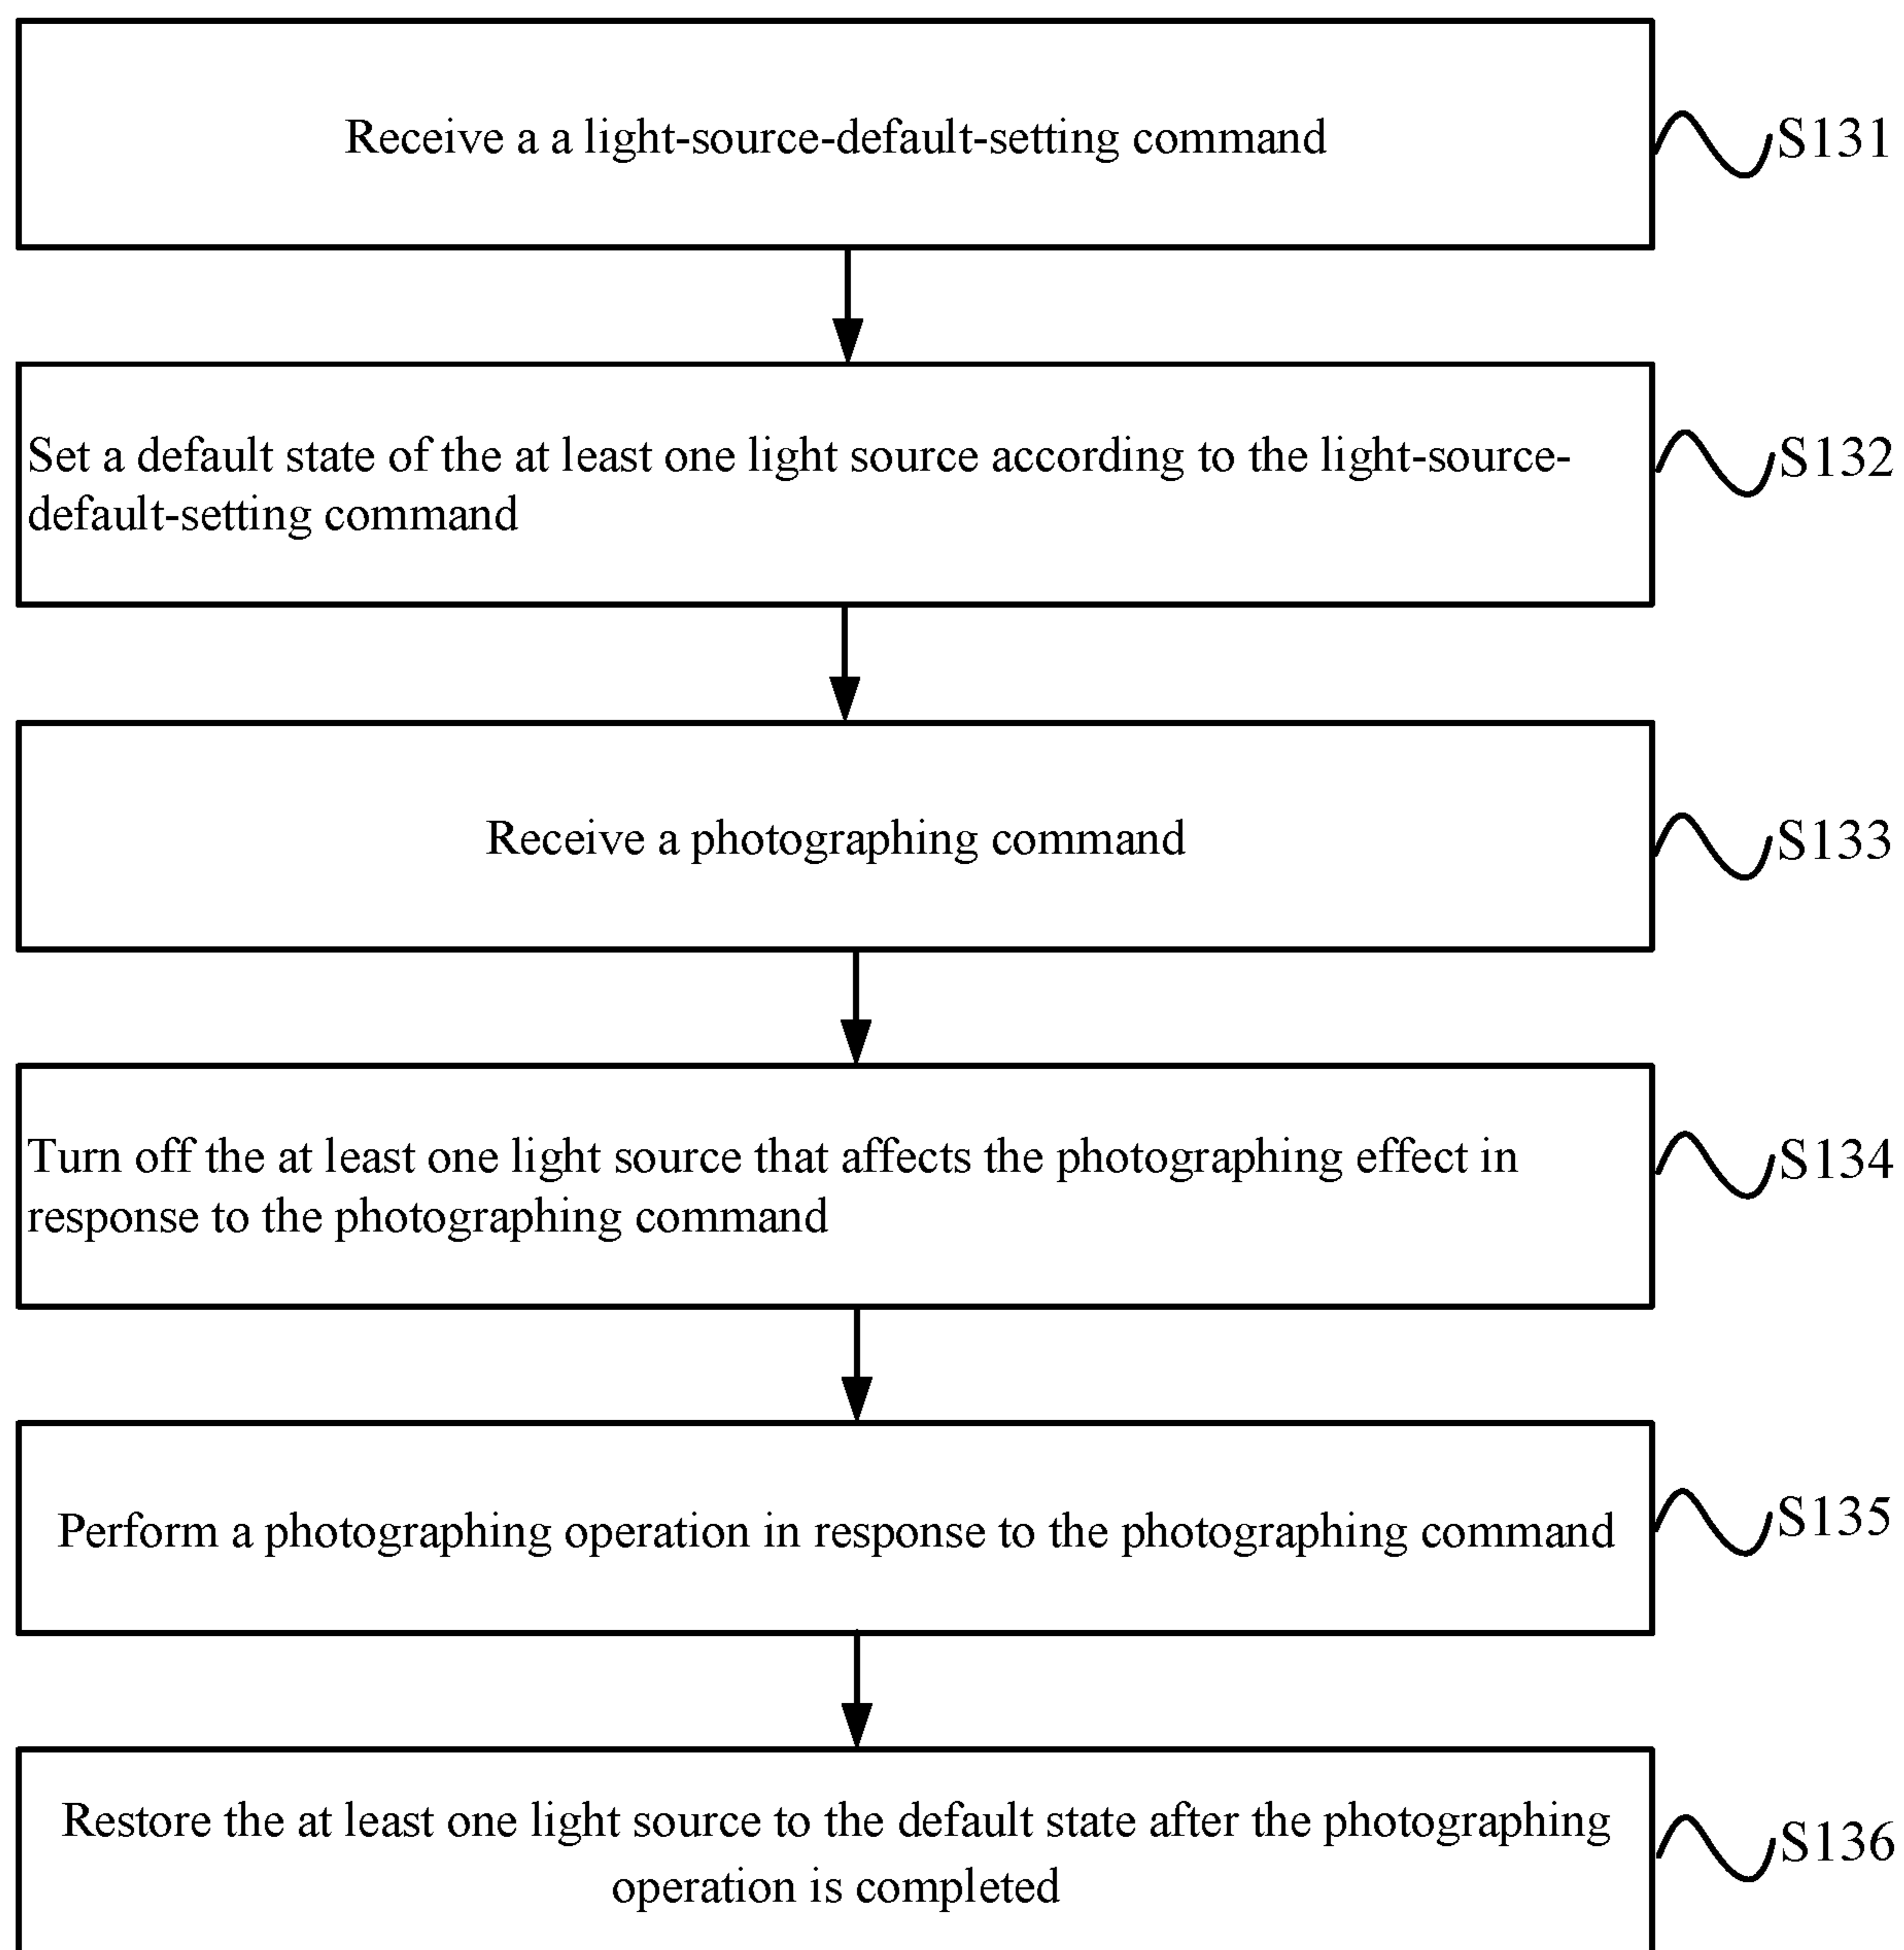 Receive a a light-source-default-setting command
S131
Set a default state of the at least one light source according to the light-source-
default-setting command
S132
Receive a photographing command
S133
Turn off the at least one light source that affects the photographing effect in
response to the photographing command
S134
Perform a photographing operation in response to the photographing command
S135
Restore the at least one light source to the default state after the photographing
operation is completed
S136